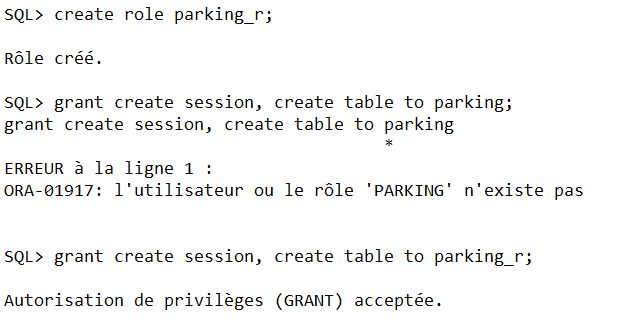 SQL> create role parking_r;
Rôle créé.
SQL> grant create session, create table to parking;
grant create session, create table to parking
*
ERREUR à la ligne 1 :
ORA-01917: l'utilisateur ou le rôle 'PARKING' n'existe pas
SQL> grant create session, create table to parking_r;
Autorisation de privilèges (GRANT) acceptée.